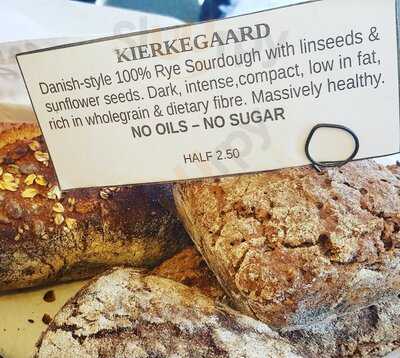 KIERKEGAARD
Danish-style 100% Rye Sourdough with linseeds &
sunflower seeds. Dark, intense,compact, low in fat,
rich in wholegrain & dietary fibre. Massively healthy.
NO OILS – NO SUGAR
HALF 2.50